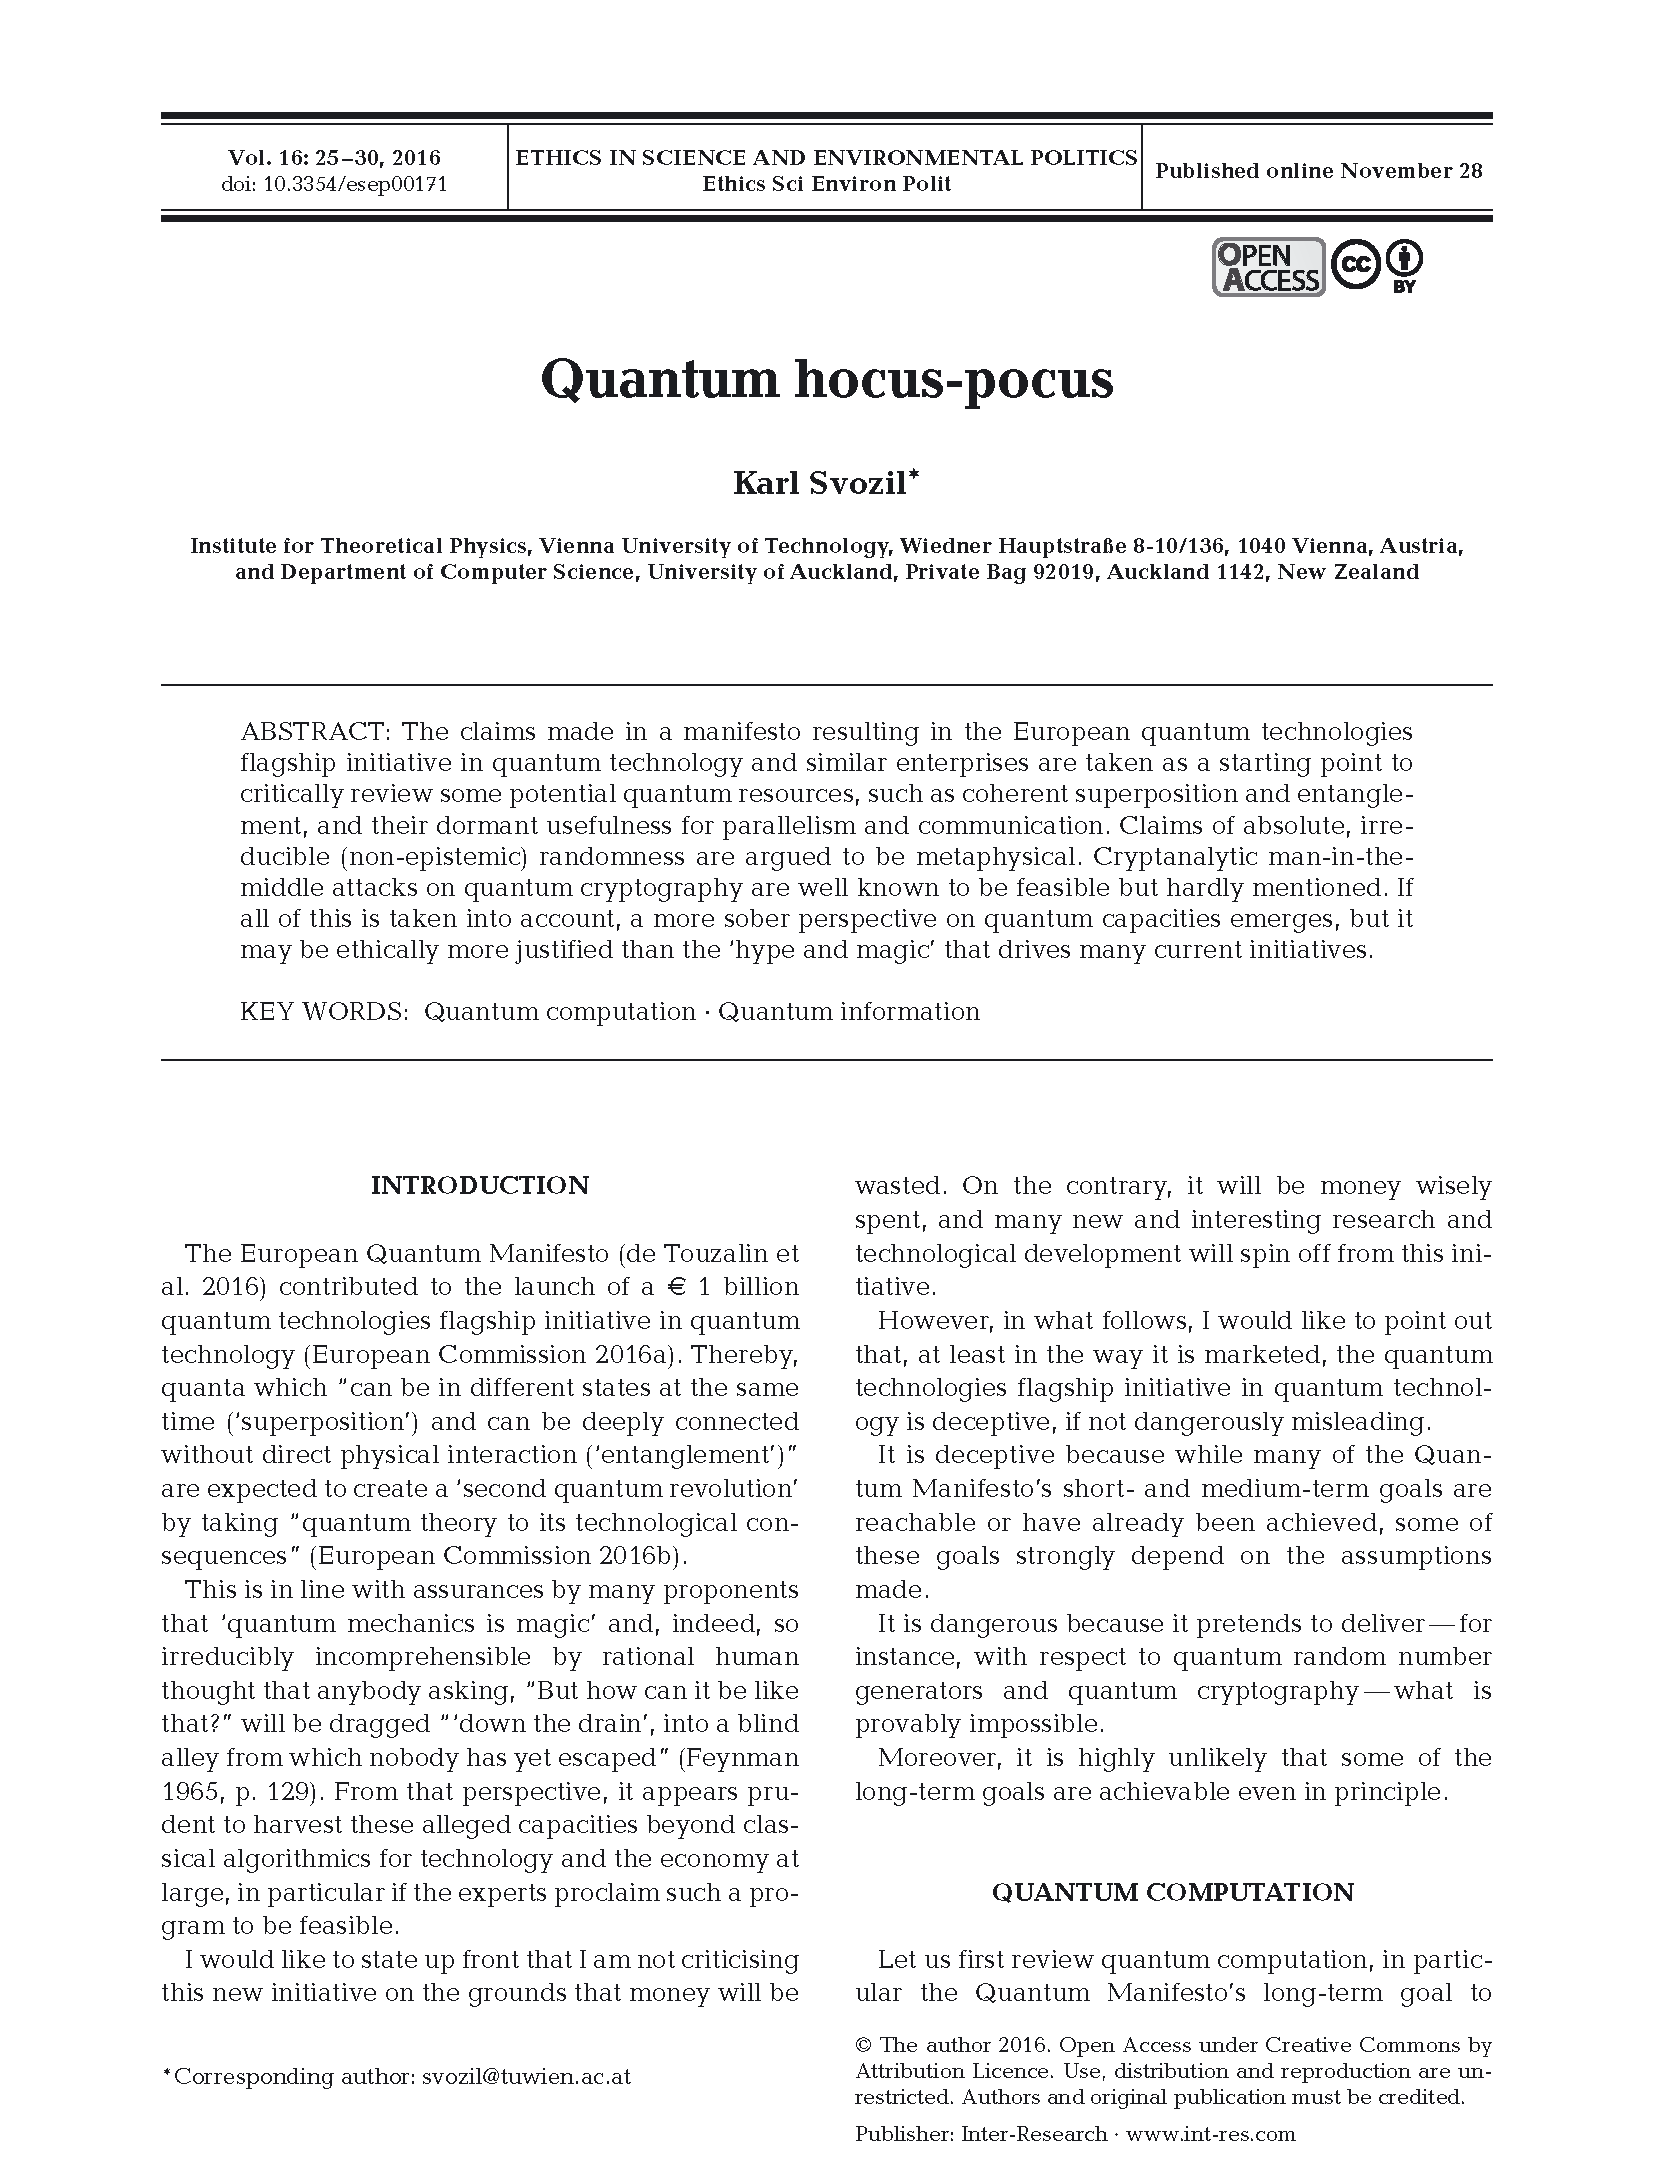 Vol. 16: 25–30, 2016
doi: 10.3354/esep00171
ETHICS IN SCIENCE AND ENVIRONMENTAL POLITICS
Ethics Sci Environ Polit
Published online November 28
OPEN
ACCESS
CC
BY
Quantum hocus-pocus
Karl Svozil*
Institute for Theoretical Physics, Vienna University of Technology, Wiedner Hauptstraße 8-10/136, 1040 Vienna, Austria,
and Department of Computer Science, University of Auckland, Private Bag 92019, Auckland 1142, New Zealand
ABSTRACT: The claims made in a manifesto resulting in the European quantum technologies
flagship initiative in quantum technology and similar enterprises are taken as a starting point to
critically review some potential quantum resources, such as coherent superposition and entangle-
ment, and their dormant usefulness for parallelism and communication. Claims of absolute, irre-
ducible (non-epistemic) randomness are argued to be metaphysical. Cryptanalytic man-in-the-
middle attacks on quantum cryptography are well known to be feasible but hardly mentioned. If
all of this is taken into account, a more sober perspective on quantum capacities emerges, but it
may be ethically more justified than the 'hype and magic' that drives many current initiatives.
KEY WORDS: Quantum computation · Quantum information
INTRODUCTION
The European Quantum Manifesto (de Touzalin et
al. 2016) contributed to the launch of a € 1 billion
quantum technologies flagship initiative in quantum
technology (European Commission 2016a). Thereby,
quanta which "can be in different states at the same
time ('superposition') and can be deeply connected
without direct physical interaction ('entanglement')"
are expected to create a 'second quantum revolution'
by taking "quantum theory to its technological con-
sequences" (European Commission 2016b).
This is in line with assurances by many proponents
that 'quantum mechanics is magic' and, indeed, so
irreducibly incomprehensible by rational human
thought that anybody asking, "But how can it be like
that?" will be dragged "'down the drain', into a blind
alley from which nobody has yet escaped" (Feynman
1965, p. 129). From that perspective, it appears pru-
dent to harvest these alleged capacities beyond clas-
sical algorithmics for technology and the economy at
large, in particular if the experts proclaim such a pro-
gram to be feasible.
I would like to state up front that I am not criticising
this new initiative on the grounds that money will be
wasted. On the contrary, it will be money wisely
spent, and many new and interesting research and
technological development will spin off from this ini-
tiative.
However, in what follows, I would like to point out
that, at least in the way it is marketed, the quantum
technologies flagship initiative in quantum technol-
ogy is deceptive, if not dangerously misleading.
It is deceptive because while many of the Quan-
tum Manifesto's short- and medium-term goals are
reachable or have already been achieved, some of
these goals strongly depend on the assumptions
made.
It is dangerous because it pretends to deliver—for
instance, with respect to quantum random number
generators and quantum cryptography—what is
provably impossible.
Moreover, it is highly unlikely that some of the
long-term goals are achievable even in principle.
QUANTUM COMPUTATION
Let us first review quantum computation, in partic-
ular the Quantum Manifesto's long-term goal to
*Corresponding author: svozil@tuwien.ac.at
© The author 2016. Open Access under Creative Commons by
Attribution Licence. Use, distribution and reproduction are un-
restricted. Authors and original publication must be credited.
Publisher: Inter-Research · www.int-res.com